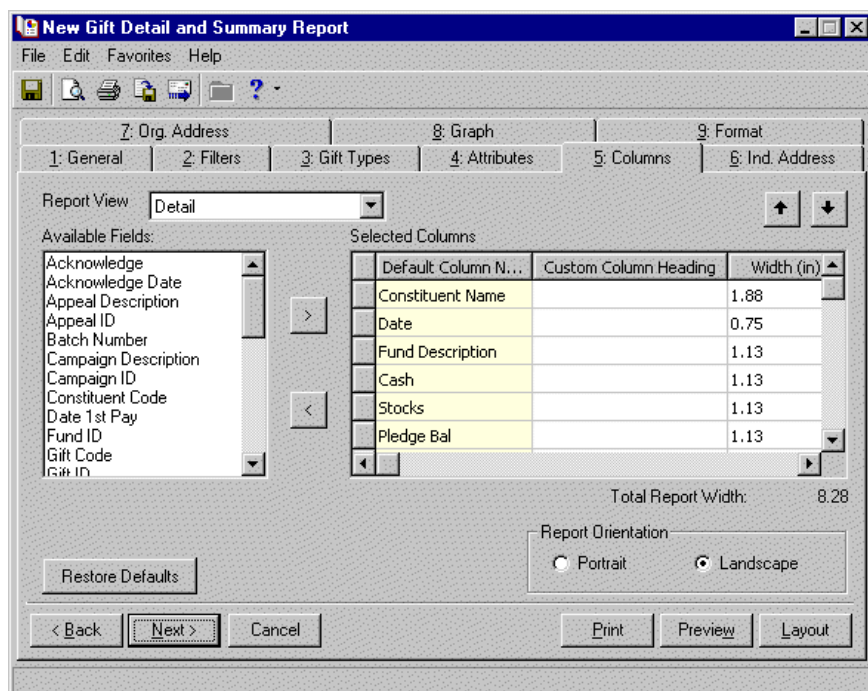 New Gift Detail and Summary Report
File Edit Favorites Help
7: Org. Address 8: Graph 9: Format
1: General 2: Filters 3: Gift Types 4: Attributes 5: Columns 6: Ind. Address
Report View Detail
Available Fields: Selected Columns
Acknowledge
Acknowledge Date
Appeal Description
Appeal ID
Batch Number
Campaign Description
Campaign ID
Constituent Code
Date 1st Pay
Fund ID
Gift Code
Gift ID
>
<
Default Column N... Custom Column Heading Width (in)
Constituent Name 1.88
Date 0.75
Fund Description 1.13
Cash 1.13
Stocks 1.13
Pledge Bal 1.13
Total Report Width: 8.28
Report Orientation
Portrait Landscape
Restore Defaults
< Back Next > Cancel Print Preview Layout